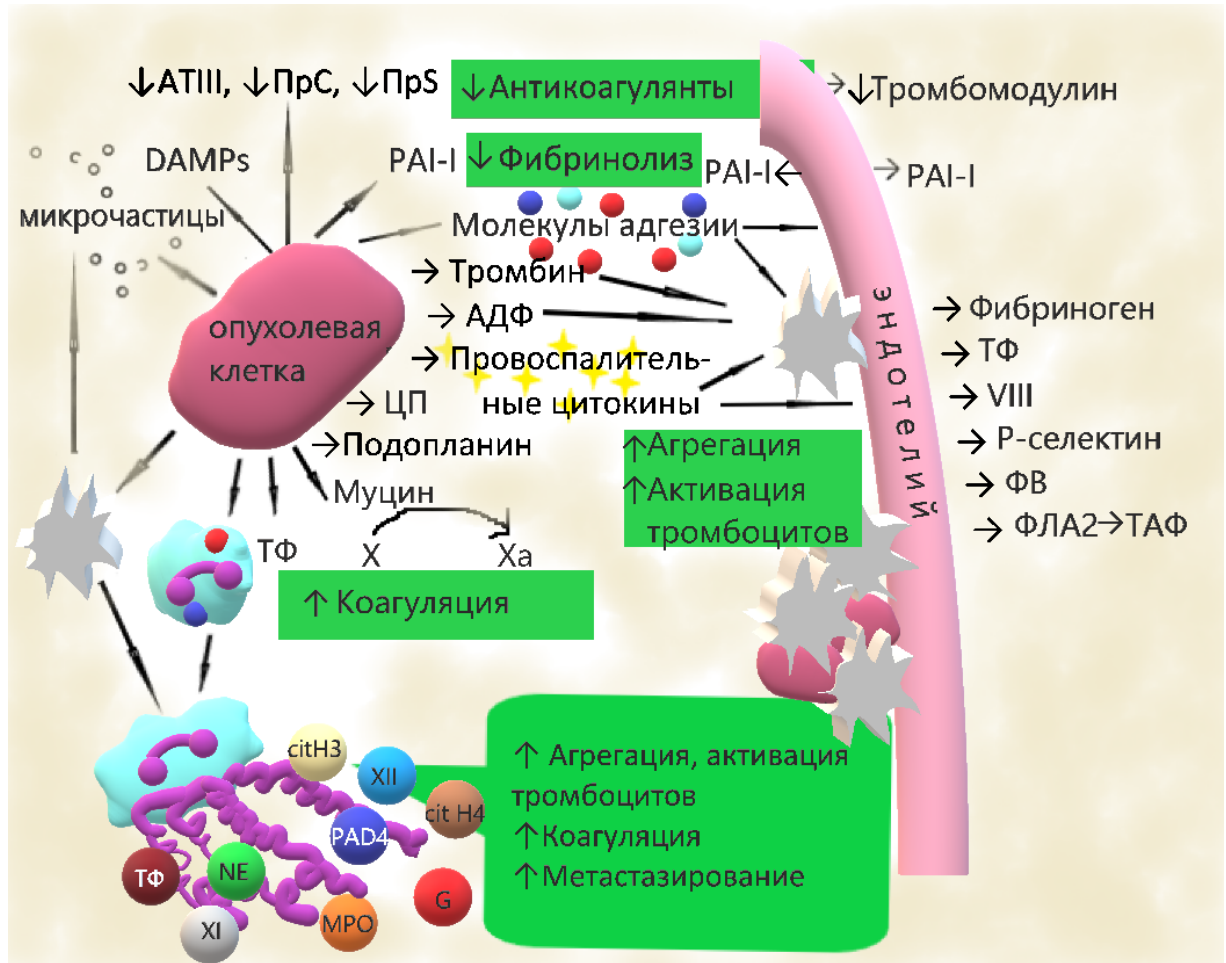 ↓АТIII, ↓ПрС, ↓ПрS
↓Антикоагулянты
→↓Тромбомодулин
DAMPs
PAI-I
↓Фибринолиз
PAI-I←
→ PAI-I
микрочастицы
Молекулы адгезии
→ Тромбин
→ АДФ
→ Провоспалитель-
ные цитокины
опухолевая
клетка
→ ЦП
→Подопланин
Муцин
ТФ
X
Xa
↑ Коагуляция
↑Агрегация
↑Активация
тромбоцитов
эндотелий
→ Фибриноген
→ ТФ
→ VIII
→ Р-селектин
→ ФВ
→ ФЛА2→ТАФ
citH3
XII
cit H4
PAD4
ТФ
NE
G
XI
MPO
↑ Агрегация, активация
тромбоцитов
↑Коагуляция
↑Метастазирование